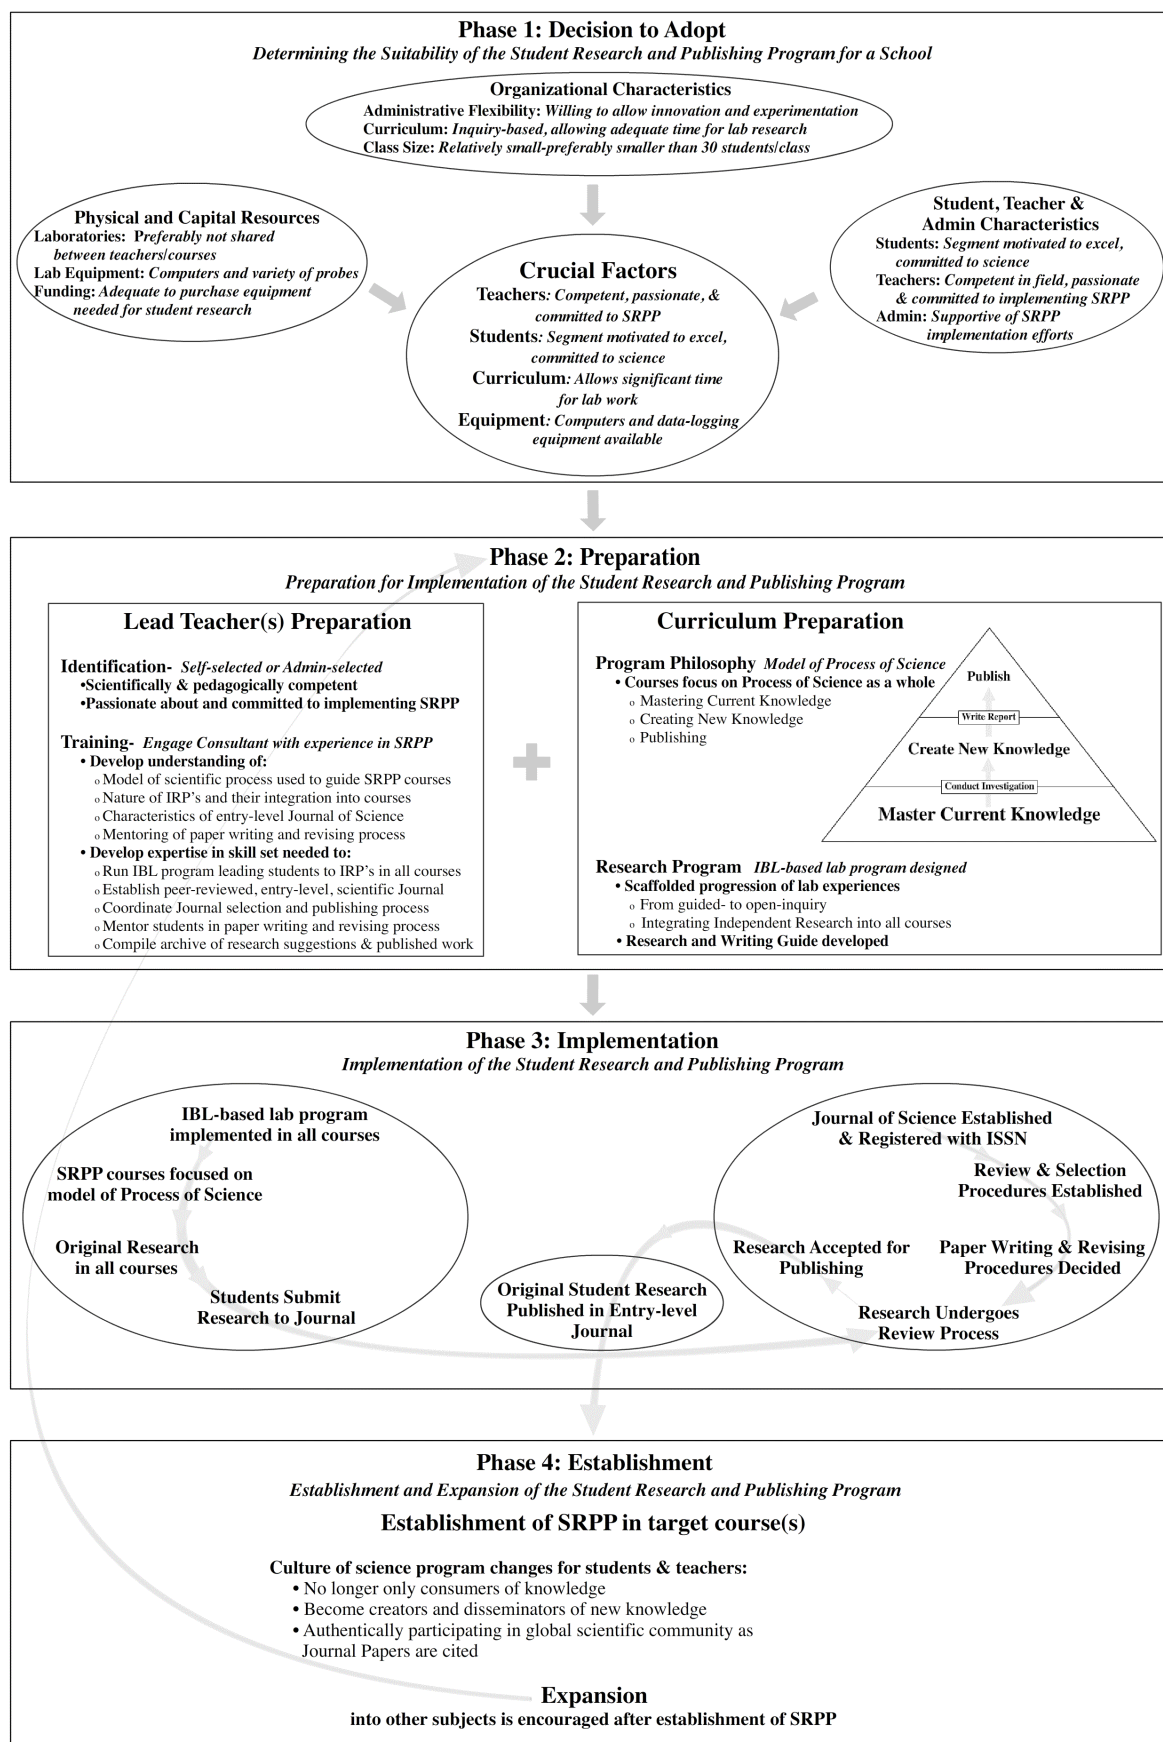 Phase 1: Decision to Adopt
Determining the Suitability of the Student Research and Publishing Program for a School
Organizational Characteristics
Administrative Flexibility: Willing to allow innovation and experimentation
Curriculum: Inquiry-based, allowing adequate time for lab research
Class Size: Relatively small-preferably smaller than 30 students/class
Physical and Capital Resources
Laboratories: Preferably not shared
between teachers/courses
Lab Equipment: Computers and variety of probes
Funding: Adequate to purchase equipment
needed for student research
Crucial Factors
Teachers: Competent, passionate, &
committed to SRPP
Students: Segment motivated to excel,
committed to science
Curriculum: Allows significant time
for lab work
Equipment: Computers and data-logging
equipment available
Student, Teacher &
Admin Characteristics
Students: Segment motivated to excel,
committed to science
Teachers: Competent in field, passionate
& committed to implementing SRPP
Admin: Supportive of SRPP
implementation efforts
Phase 2: Preparation
Preparation for Implementation of the Student Research and Publishing Program
Lead Teacher(s) Preparation
Identification- Self-selected or Admin-selected
•Scientifically & pedagogically competent
•Passionate about and committed to implementing SRPP
Training- Engage Consultant with experience in SRPP
• Develop understanding of:
o Model of scientific process used to guide SRPP courses
o Nature of IRP's and their integration into courses
o Characteristics of entry-level Journal of Science
o Mentoring of paper writing and revising process
• Develop expertise in skill set needed to:
o Run IBL program leading students to IRP's in all courses
o Establish peer-reviewed, entry-level, scientific Journal
o Coordinate Journal selection and publishing process
o Mentor students in paper writing and revising process
o Compile archive of research suggestions & published work
Curriculum Preparation
Program Philosophy Model of Process of Science
• Courses focus on Process of Science as a whole
o Mastering Current Knowledge
o Creating New Knowledge
o Publishing
Publish
Write Report
Create New Knowledge
Conduct Investigation
Master Current Knowledge
Research Program IBL-based lab program designed
• Scaffolded progression of lab experiences
o From guided- to open-inquiry
o Integrating Independent Research into all courses
• Research and Writing Guide developed
Phase 3: Implementation
Implementation of the Student Research and Publishing Program
IBL-based lab program
implemented in all courses
SRPP courses focused on
model of Process of Science
Original Research
in all courses
Students Submit
Research to Journal
Original Student Research
Published in Entry-level
Journal
Journal of Science Established
& Registered with ISSN
Review & Selection
Procedures Established
Paper Writing & Revising
Procedures Decided
Research Undergoes
Review Process
Research Accepted for
Publishing
Phase 4: Establishment
Establishment and Expansion of the Student Research and Publishing Program
Establishment of SRPP in target course(s)
Culture of science program changes for students & teachers:
• No longer only consumers of knowledge
• Become creators and disseminators of new knowledge
• Authentically participating in global scientific community as
Journal Papers are cited
Expansion
into other subjects is encouraged after establishment of SRPP